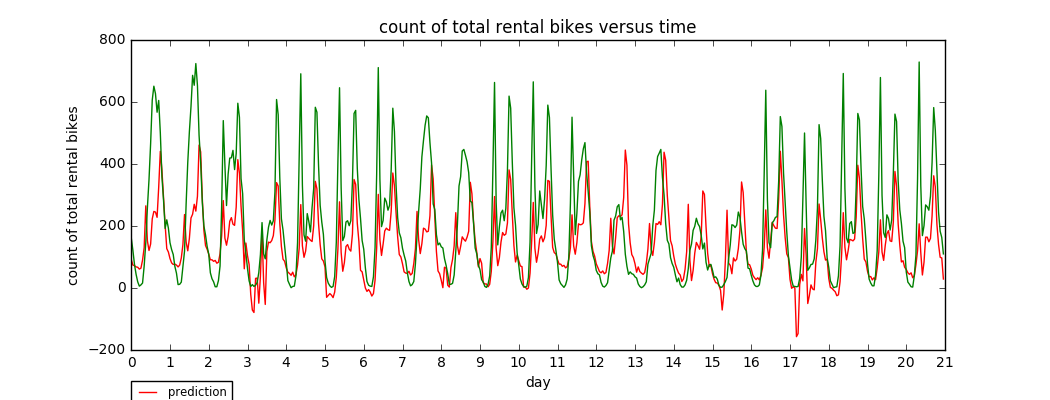 count of total rental bikes versus time
800
600
400
200
0
−200
count of total rental bikes
0 1 2 3 4 5 6 7 8 9 10 11 12 13 14 15 16 17 18 19 20 21
day
prediction